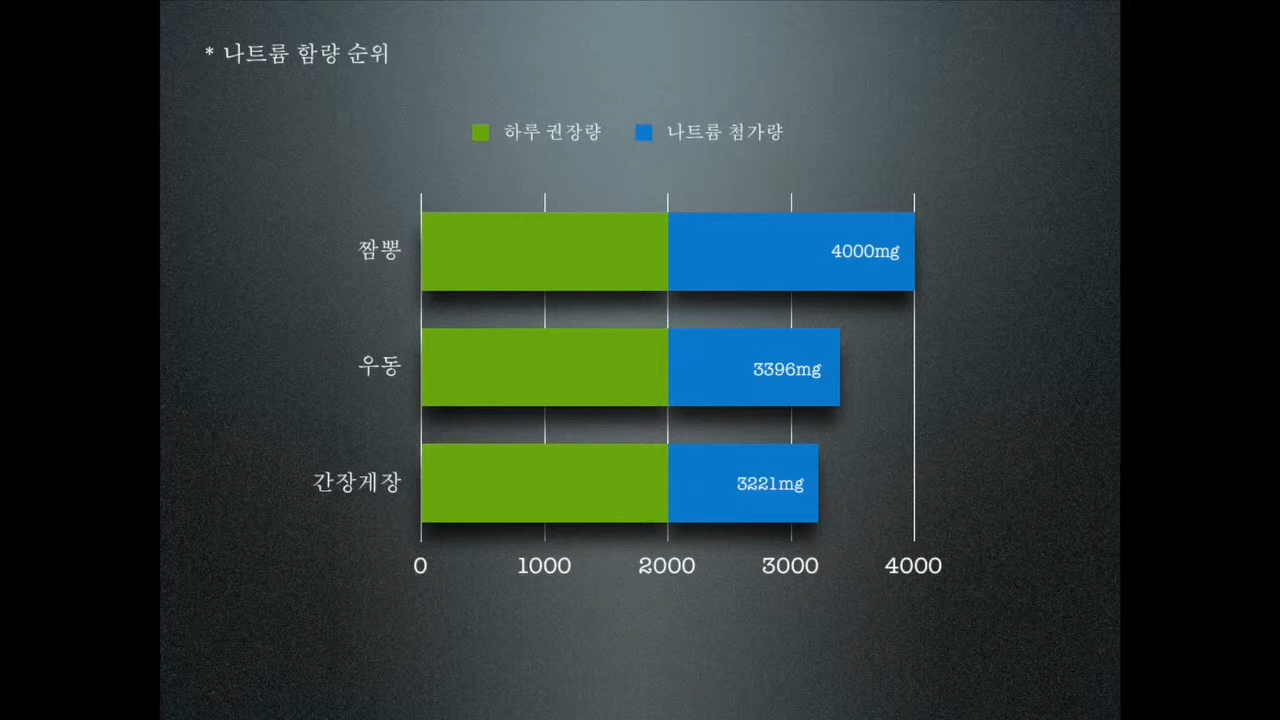 * 나트륨 함량 순위
하루 권장량 나트륨 첨가량
짬뽕 4000mg
우동 3396mg
간장게장 3221mg
0 1000 2000 3000 4000